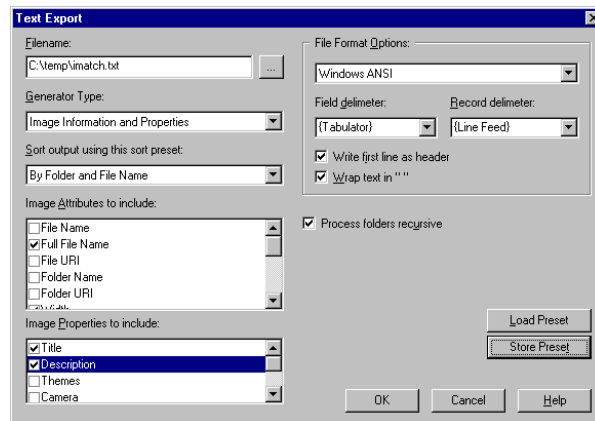 Text Export
Filename:
C:\temp\imatch.txt
...
Generator Type:
Image Information and Properties
Sort output using this sort preset:
By Folder and File Name
Image Attributes to include:
File Name
Full File Name
File URI
Folder Name
Folder URI
Width
Image Properties to include:
Title
Description
Themes
Camera
File Format Options:
Windows ANSI
Field delimeter:
Record delimeter:
{Tabulator}
{Line Feed}
Write first line as header
Wrap text in " "
Process folders recursive
Load Preset
Store Preset
OK
Cancel
Help